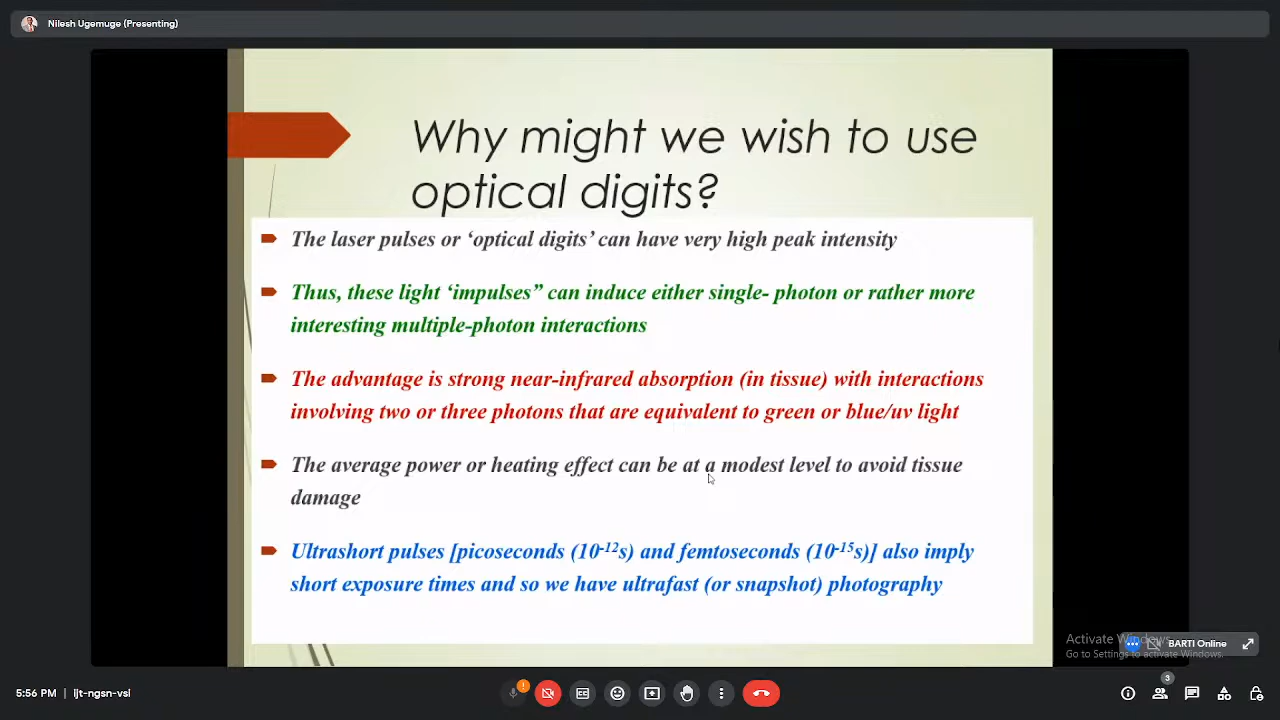 Nilesh Ugemuge (Presenting)
Why might we wish to use
optical digits?
The laser pulses or ‘optical digits’ can have very high peak intensity
Thus, these light ‘impulses” can induce either single- photon or rather more
interesting multiple-photon interactions
The advantage is strong near-infrared absorption (in tissue) with interactions
involving two or three photons that are equivalent to green or blue/uv light
The average power or heating effect can be at a modest level to avoid tissue
damage
Ultrashort pulses [picoseconds (10-12s) and femtoseconds (10-15s)] also imply
short exposure times and so we have ultrafast (or snapshot) photography
Activate Windows
Go to Settings to activate Windows.
BARTI Online
5:56 PM | ljt-ngsn-vsi
3